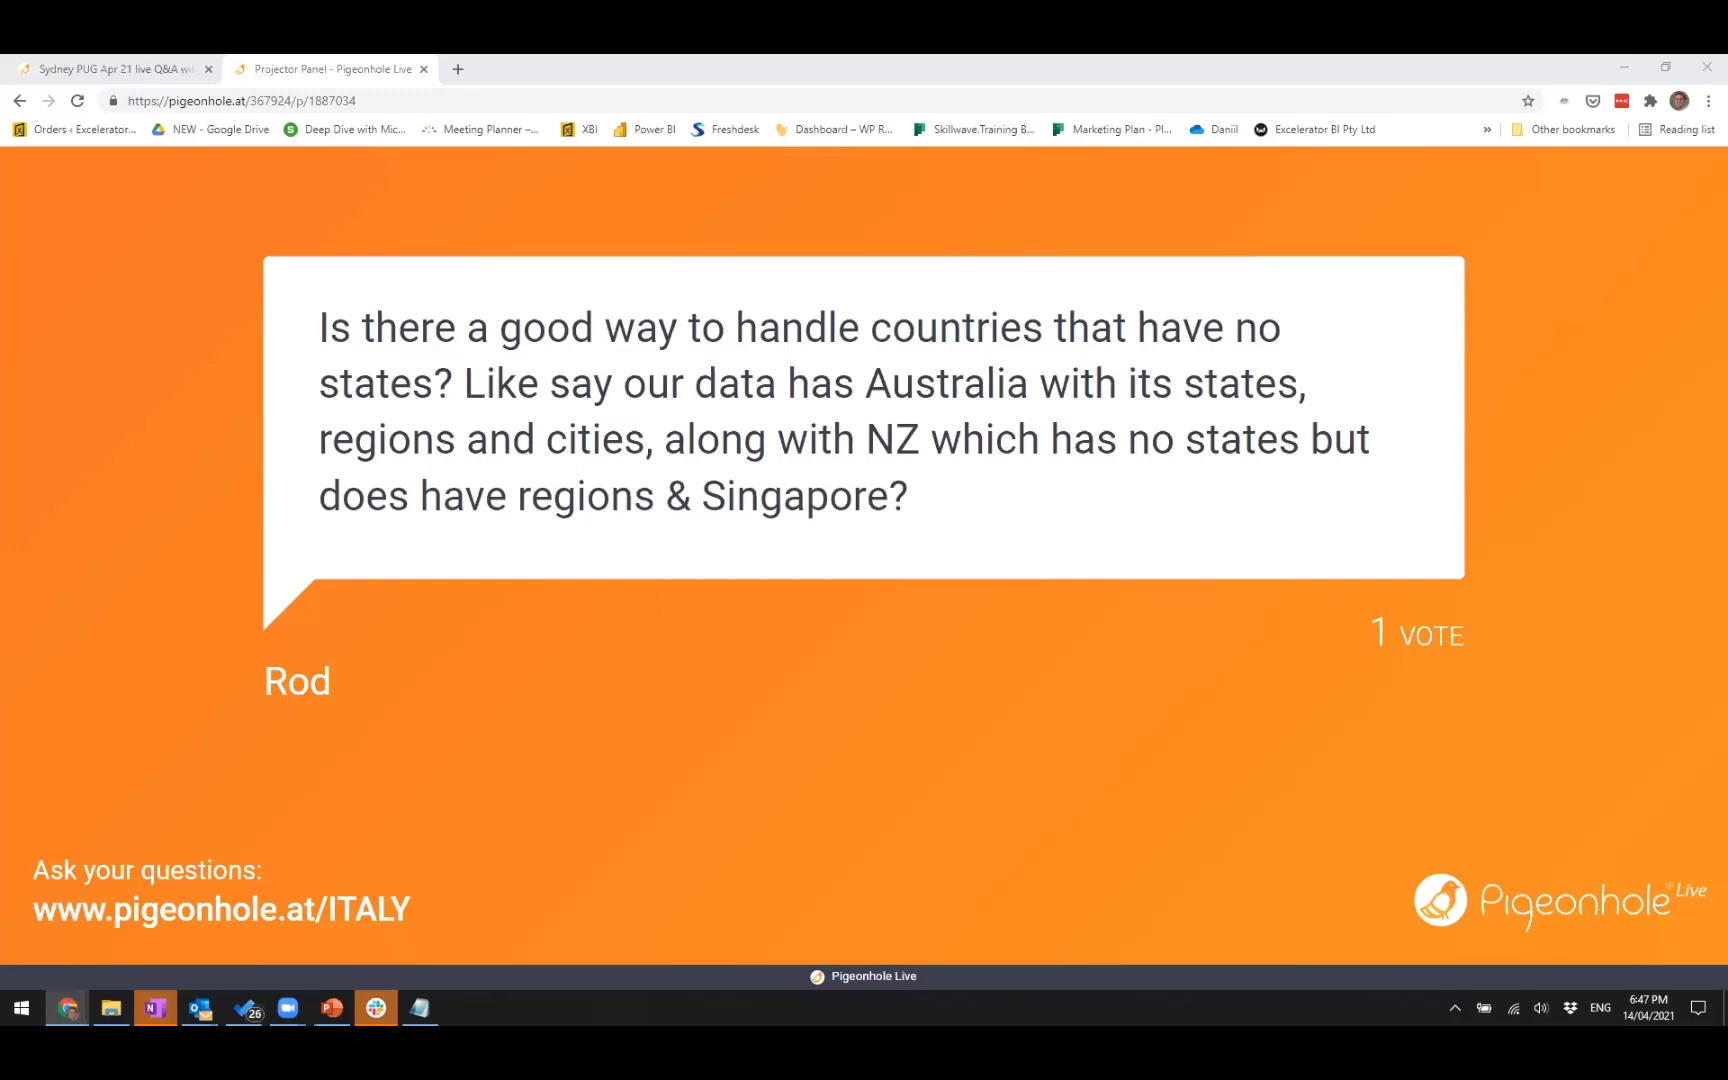 Sydney PUG Apr 21 live Q&A wi
Projector Panel - Pigeonhole Live
https://pigeonhole.at/367924/p/1887034
Orders ‹ Excelerator...
NEW - Google Drive
Deep Dive with Mic...
Meeting Planner –...
XBI
Power BI
Freshdesk
Dashboard – WP R...
Skillwave.Training B...
Marketing Plan - Pl...
Daniil
Excelerator BI Pty Ltd
»
Other bookmarks
Reading list
Is there a good way to handle countries that have no
states? Like say our data has Australia with its states,
regions and cities, along with NZ which has no states but
does have regions & Singapore?
1 VOTE
Rod
Ask your questions:
www.pigeonhole.at/ITALY
Pigeonhole Live
Pigeonhole Live
26
ENG
6:47 PM
14/04/2021